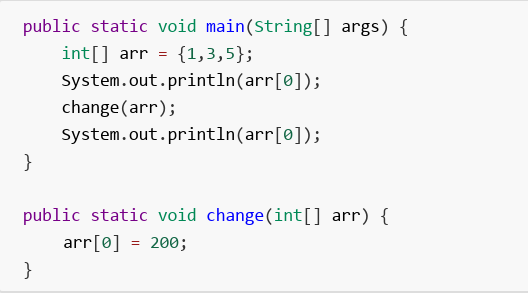 public static void main(String[] args) {
    int[] arr = {1,3,5};
    System.out.println(arr[0]);
    change(arr);
    System.out.println(arr[0]);
}

public static void change(int[] arr) {
    arr[0] = 200;
}